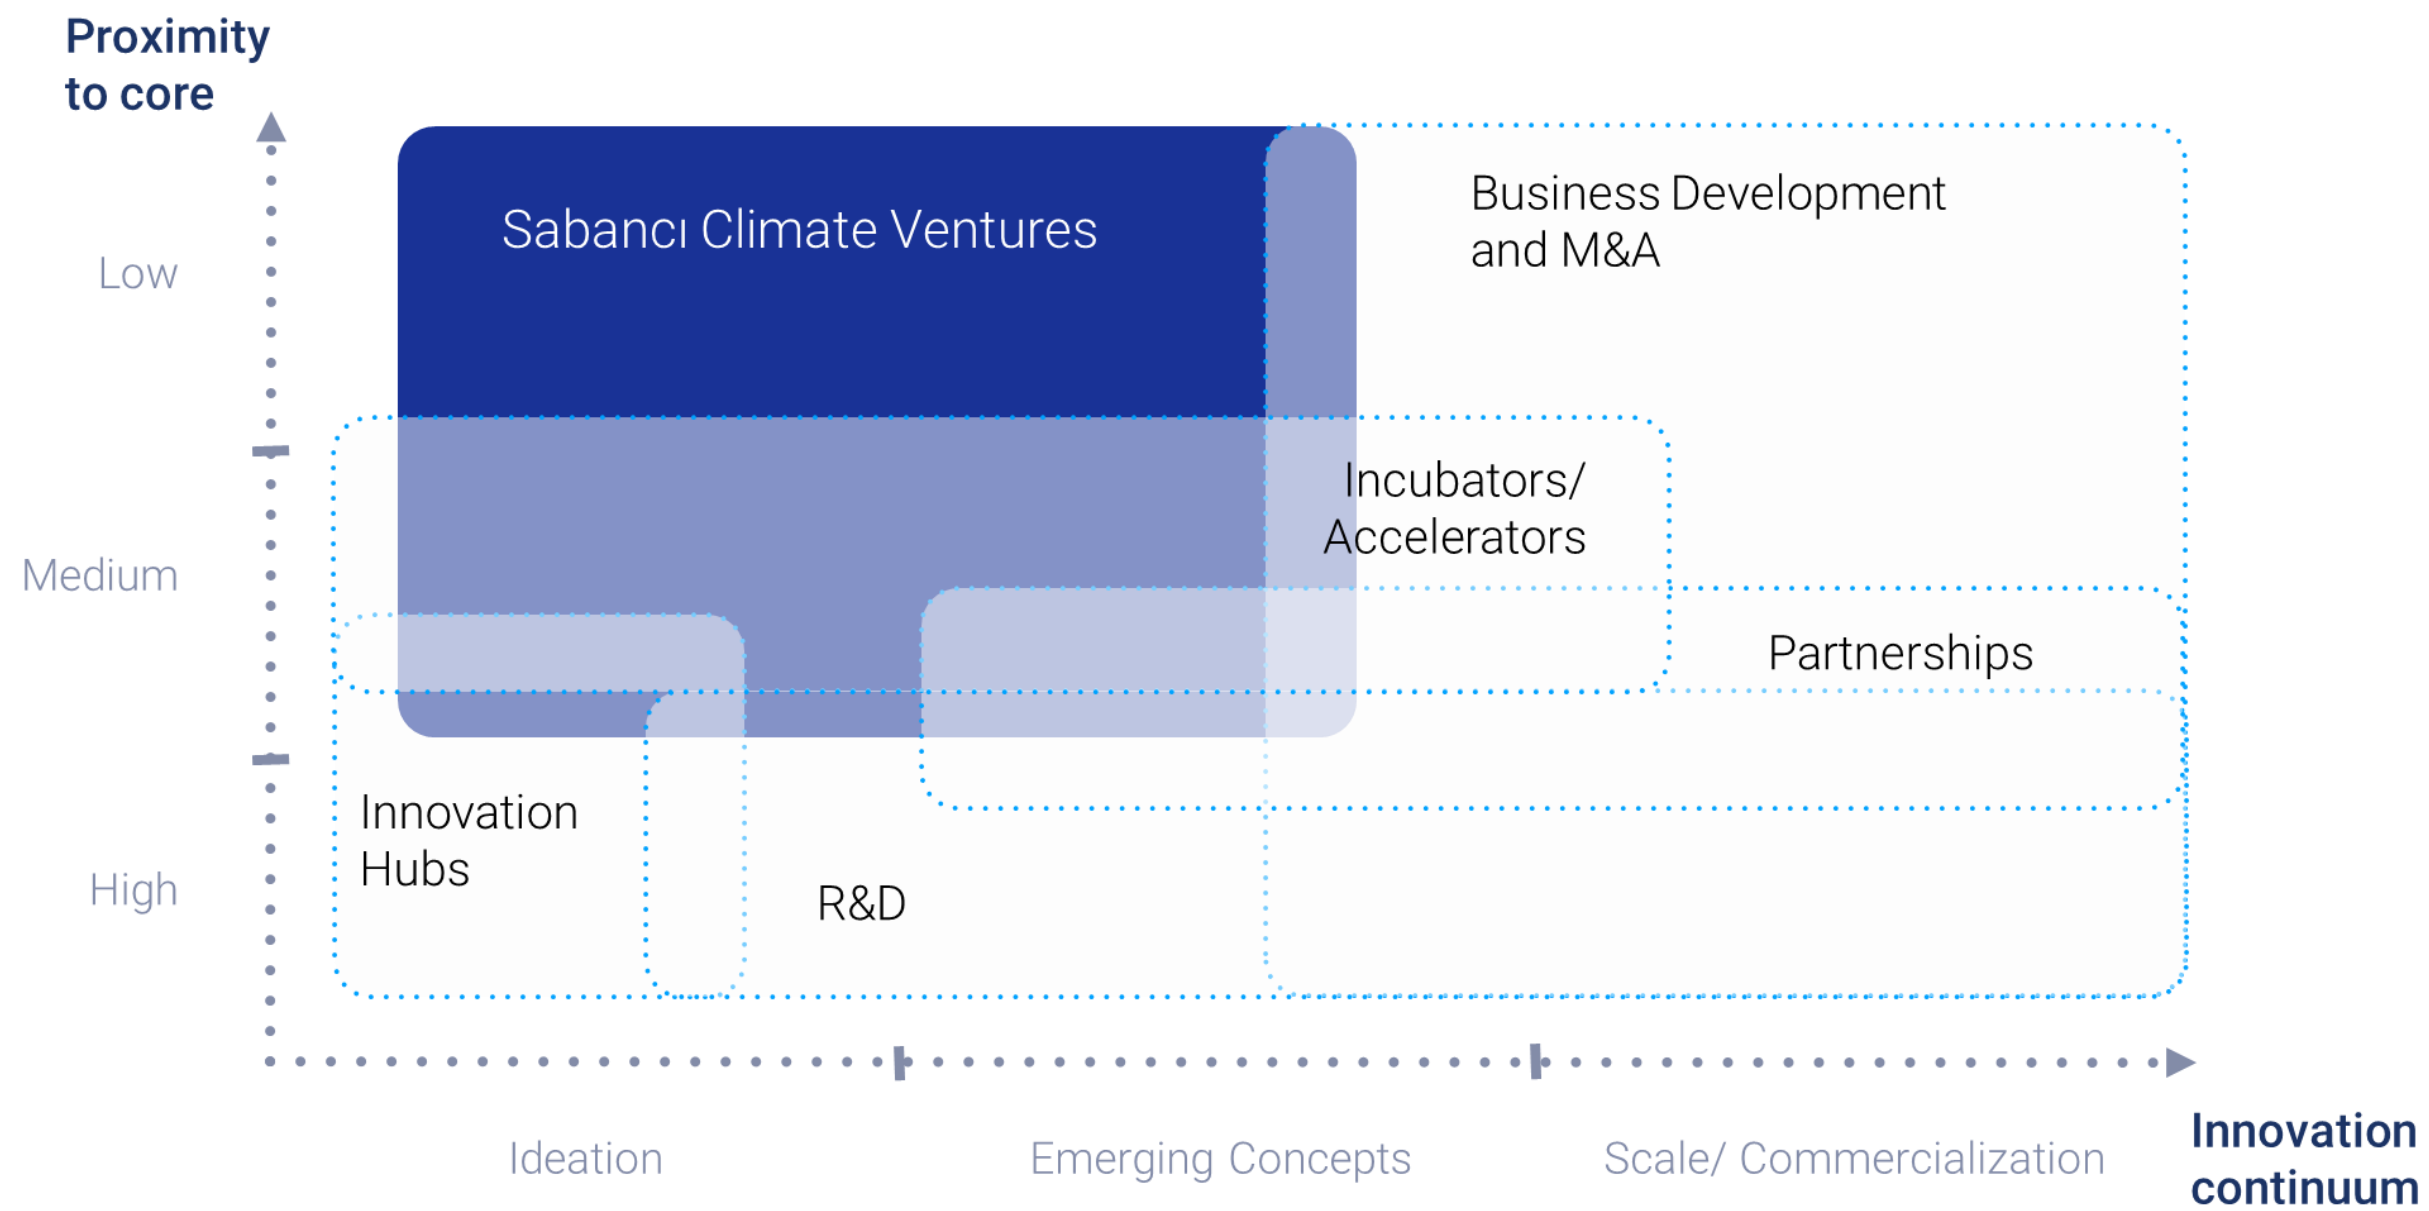 Proximity
to core
Sabancı Climate Ventures
Business Development
and M&A
Low
Incubators/
Accelerators
Medium
Partnerships
Innovation
Hubs
R&D
High
Ideation
Emerging Concepts
Scale/ Commercialization
Innovation
continuum